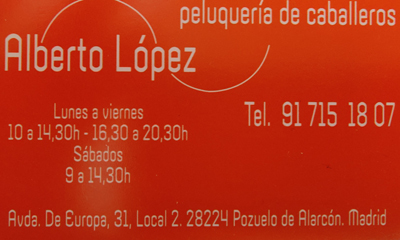 peluquería de caballeros
Alberto López
Lunes a viernes
10 a 14,30h - 16,30 a 20,30h
Sábados
9 a 14,30h
Tel. 91 715 18 07
Avda. De Europa, 31, Local 2. 28224 Pozuelo de Alarcón. Madrid